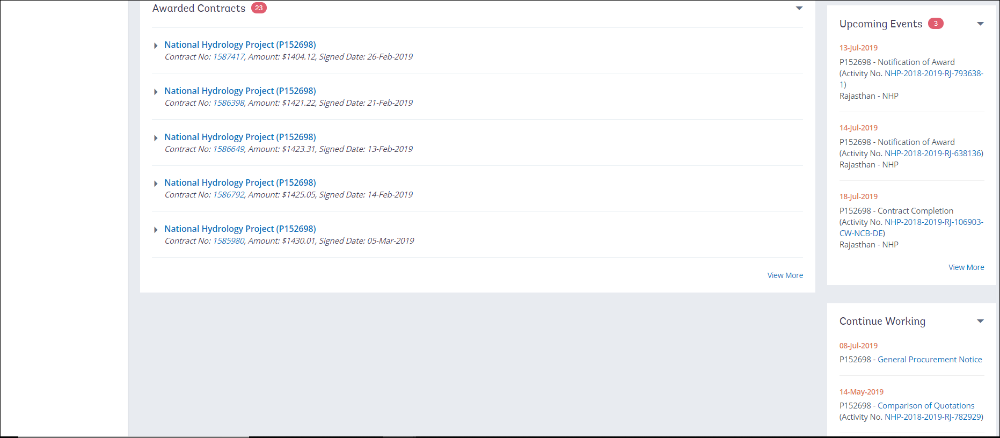 Awarded Contracts 23
National Hydrology Project (P152698)
Contract No: 1587417, Amount: $1404.12, Signed Date: 26-Feb-2019
National Hydrology Project (P152698)
Contract No: 1586398, Amount: $1421.22, Signed Date: 21-Feb-2019
National Hydrology Project (P152698)
Contract No: 1586649, Amount: $1423.31, Signed Date: 13-Feb-2019
National Hydrology Project (P152698)
Contract No: 1586792, Amount: $1425.05, Signed Date: 14-Feb-2019
National Hydrology Project (P152698)
Contract No: 1585980, Amount: $1430.01, Signed Date: 05-Mar-2019
View More
Upcoming Events 3
13-Jul-2019
P152698 - Notification of Award
(Activity No. NHP-2018-2019-RJ-793638-
1)
Rajasthan - NHP
14-Jul-2019
P152698 - Notification of Award
(Activity No. NHP-2018-2019-RJ-638136)
Rajasthan - NHP
18-Jul-2019
P152698 - Contract Completion
(Activity No. NHP-2018-2019-RJ-106903-
CW-NCB-DE)
Rajasthan - NHP
View More
Continue Working
08-Jul-2019
P152698 - General Procurement Notice
14-May-2019
P152698 - Comparison of Quotations
(Activity No. NHP-2018-2019-RJ-782929)